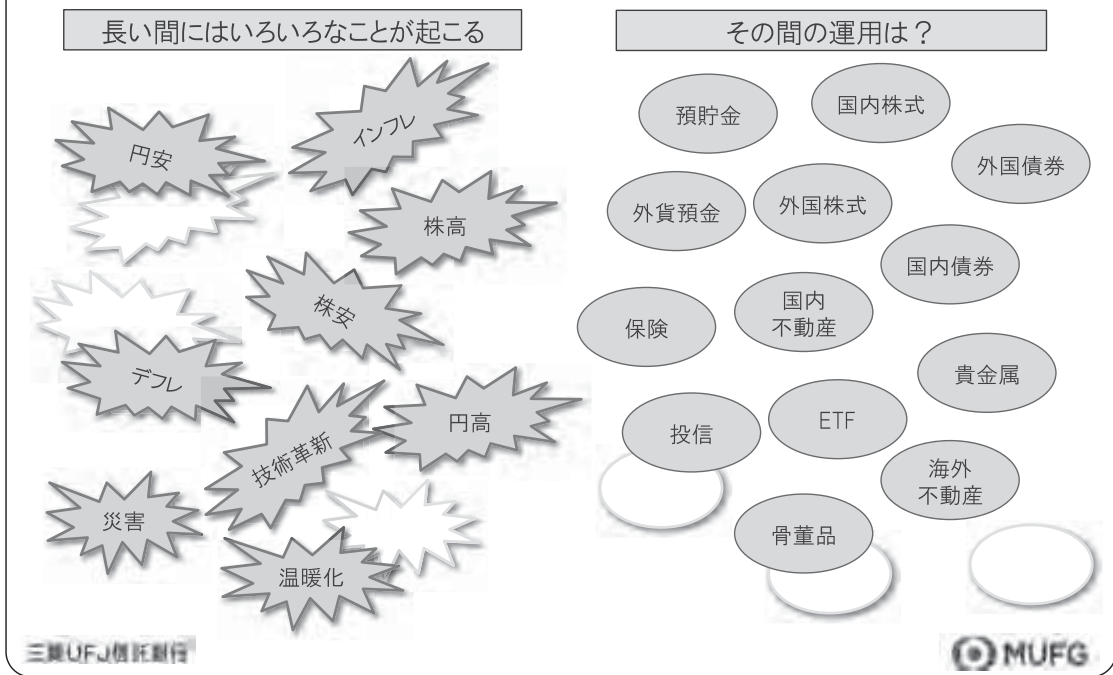 長い間にはいろいろなことが起こる
円安
インフレ
株高
株安
デフレ
円高
技術革新
災害
温暖化
その間の運用は？
預貯金
国内株式
外国債券
外貨預金
外国株式
国内債券
保険
国内
不動産
貴金属
投信
ETF
海外
不動産
骨董品
三菱UFJ信託銀行
MUFG